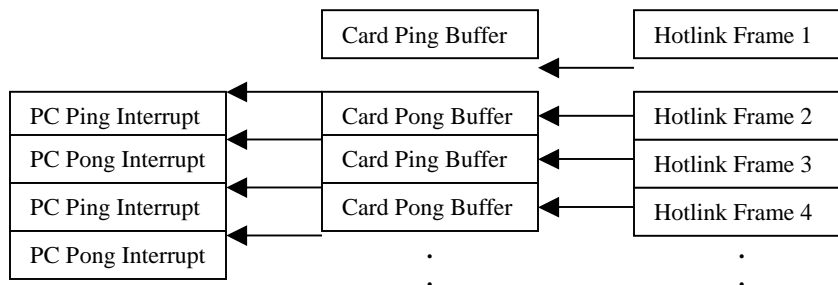 Card Ping Buffer
Hotlink Frame 1
PC Ping Interrupt
Card Pong Buffer
Hotlink Frame 2
PC Pong Interrupt
Card Ping Buffer
Hotlink Frame 3
PC Ping Interrupt
Card Pong Buffer
Hotlink Frame 4
PC Pong Interrupt
. .
. .